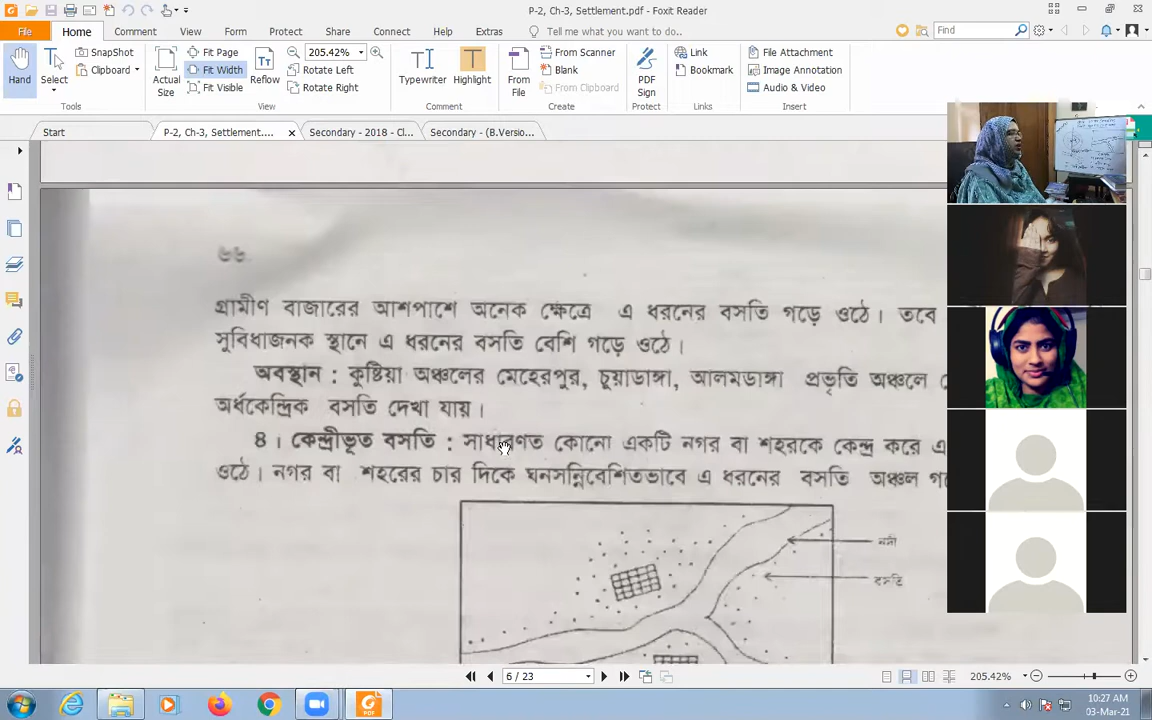 P-2, Ch-3, Settlement.pdf - Foxit Reader
File Home Comment View Form Protect Share Connect Help Extras Tell me what you want to do.. Find
SnapShot Fit Page 205.42% From Scanner Link File Attachment
Clipboard Fit Width Rotate Left Blank Bookmark Image Annotation
Hand Select Actual Size Fit Visible Reflow Rotate Right Typewriter Highlight From File From Clipboard PDF Sign Audio & Video
Tools View Comment Create Protect Links Insert
Start P-2, Ch-3, Settlement.... Secondary - 2018 - Cl... Secondary - (B.Versio...
৬৬
গ্রামীণ বাজারের আশপাশে অনেক ক্ষেত্রে এ ধরনের বসতি গড়ে ওঠে। তবে
সুবিধাজনক স্থানে এ ধরনের বসতি বেশি গড়ে ওঠে।
অবস্থান : কুষ্টিয়া অঞ্চলের মেহেরপুর, চুয়াডাঙ্গা, আলমডাঙ্গা প্রভৃতি অঞ্চলে
অর্ধকেন্দ্রিক বসতি দেখা যায়।
৪। কেন্দ্রীভূত বসতি : সাধারণত কোনো একটি নগর বা শহরকে কেন্দ্র করে এ
ওঠে। নগর বা শহরের চার দিকে ঘনসন্নিবেশিতভাবে এ ধরনের বসতি অঞ্চল
নদী
বসতি
6 / 23 205.42%
10:27 AM
03-Mar-21